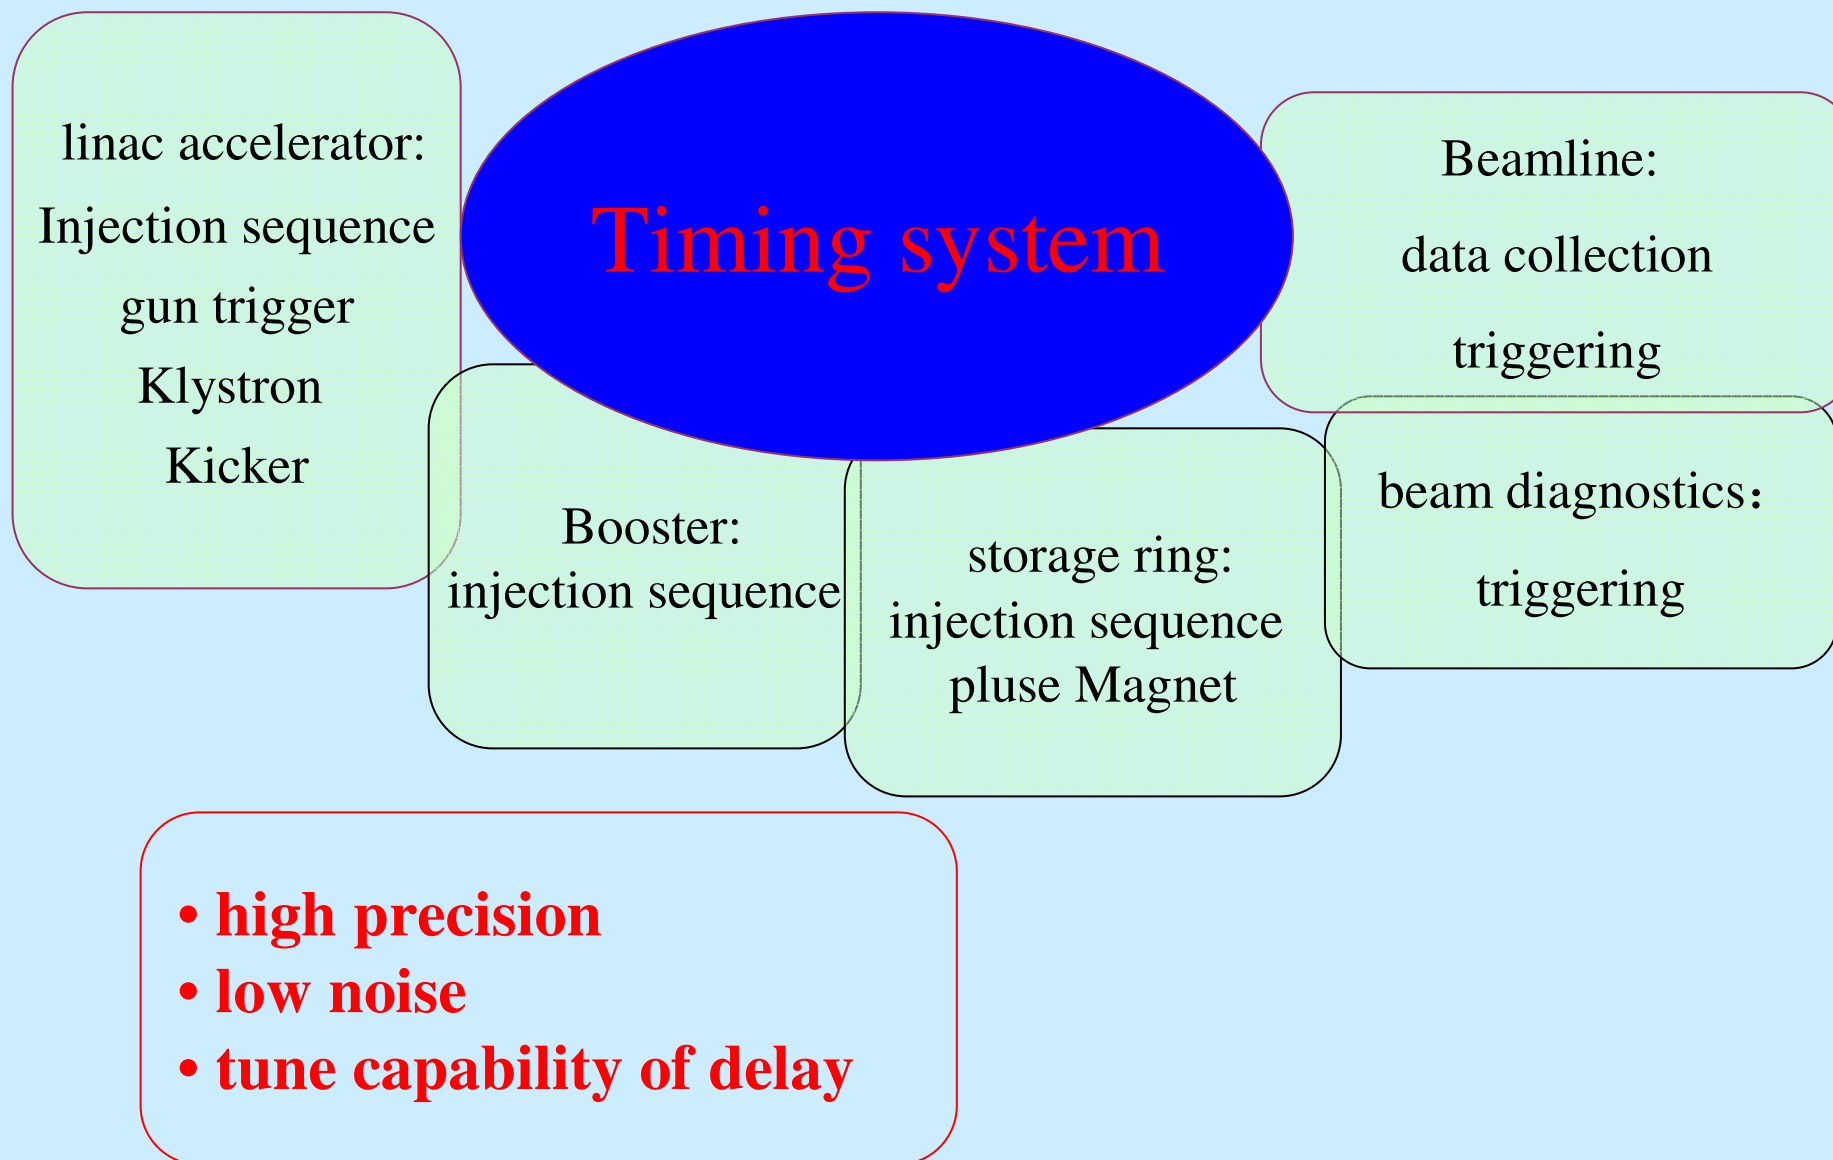 linac accelerator:
Injection sequence
gun trigger
Klystron
Kicker
Timing system
Beamline:
data collection
triggering
Booster:
injection sequence
storage ring:
injection sequence
pluse Magnet
beam diagnostics：
triggering
• high precision
• low noise
• tune capability of delay